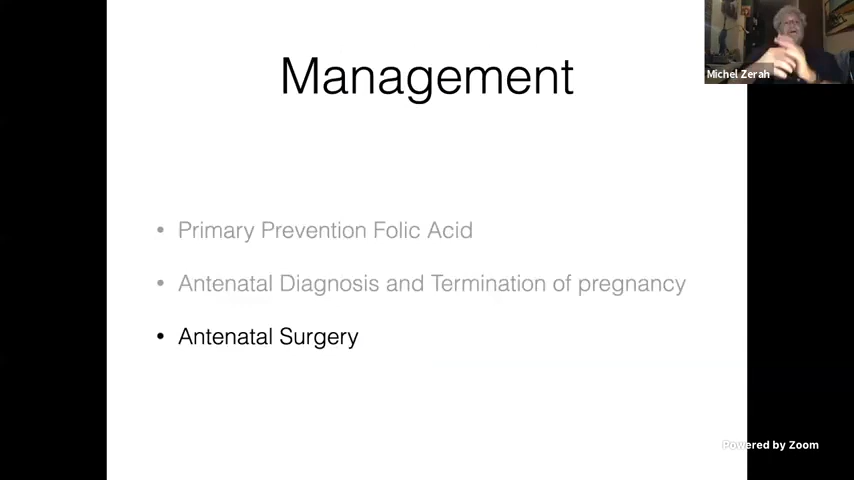 Management
Michel Zerah
• Primary Prevention Folic Acid
• Antenatal Diagnosis and Termination of pregnancy
• Antenatal Surgery
Powered by Zoom